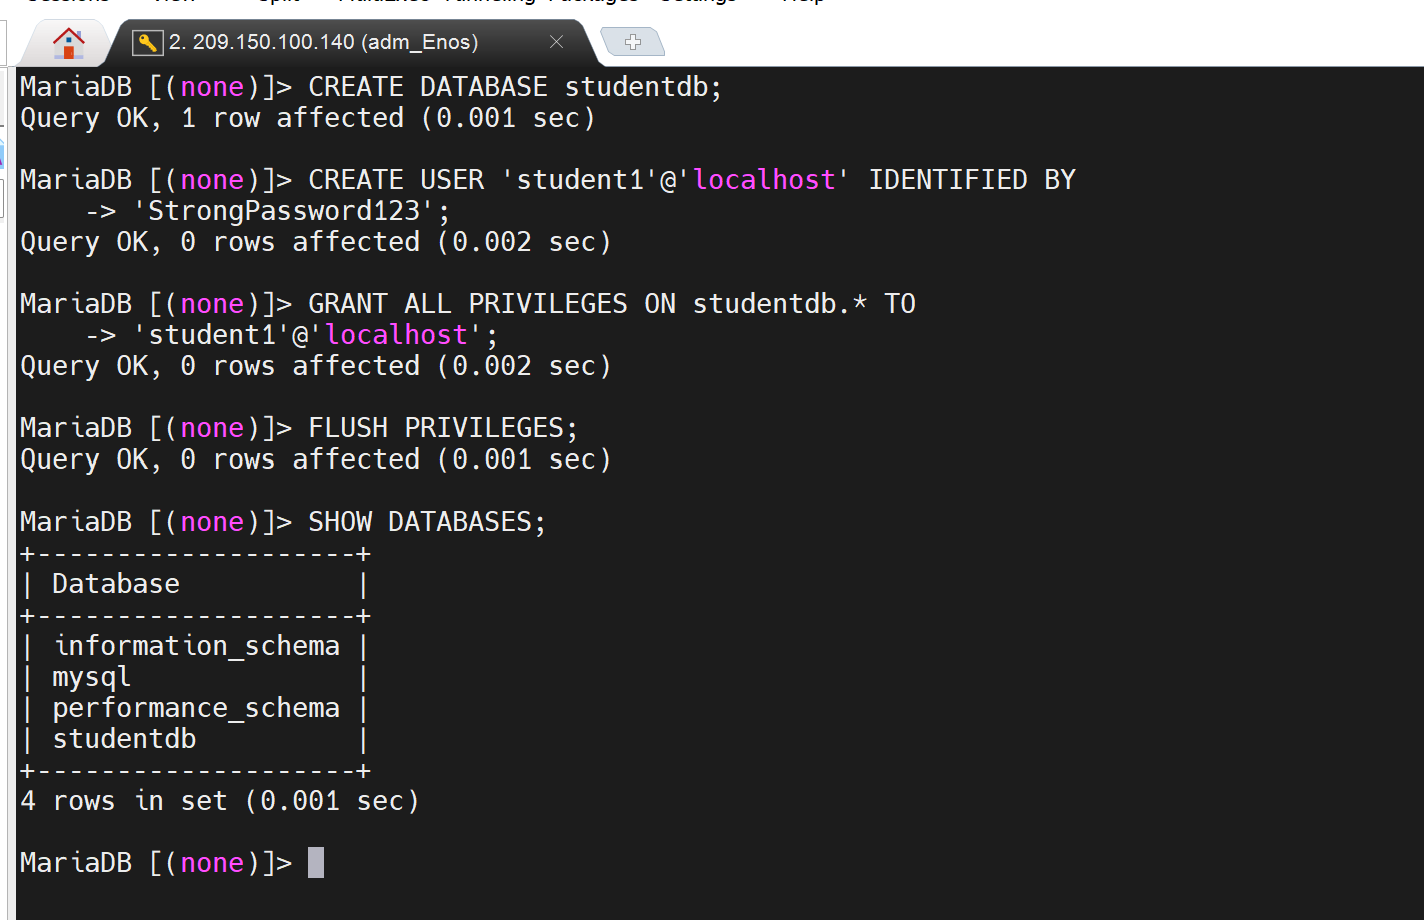 2. 209.150.100.140 (adm_Enos)
MariaDB [(none)]> CREATE DATABASE studentdb;
Query OK, 1 row affected (0.001 sec)
MariaDB [(none)]> CREATE USER 'student1'@'localhost' IDENTIFIED BY
    -> 'StrongPassword123';
Query OK, 0 rows affected (0.002 sec)
MariaDB [(none)]> GRANT ALL PRIVILEGES ON studentdb.* TO
    -> 'student1'@'localhost';
Query OK, 0 rows affected (0.002 sec)
MariaDB [(none)]> FLUSH PRIVILEGES;
Query OK, 0 rows affected (0.001 sec)
MariaDB [(none)]> SHOW DATABASES;
+--------------------+
| Database           |
+--------------------+
| information_schema |
| mysql              |
| performance_schema |
| studentdb          |
+--------------------+
4 rows in set (0.001 sec)
MariaDB [(none)]>